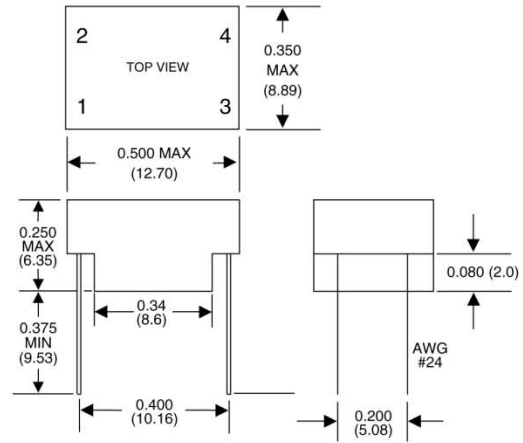 2 4
TOP VIEW
1 3
0.350
MAX
(8.89)
0.500 MAX
(12.70)
0.250
MAX
(6.35)
0.080 (2.0)
0.34
(8.6)
0.375
MIN
(9.53)
AWG
#24
0.400
(10.16)
0.200
(5.08)